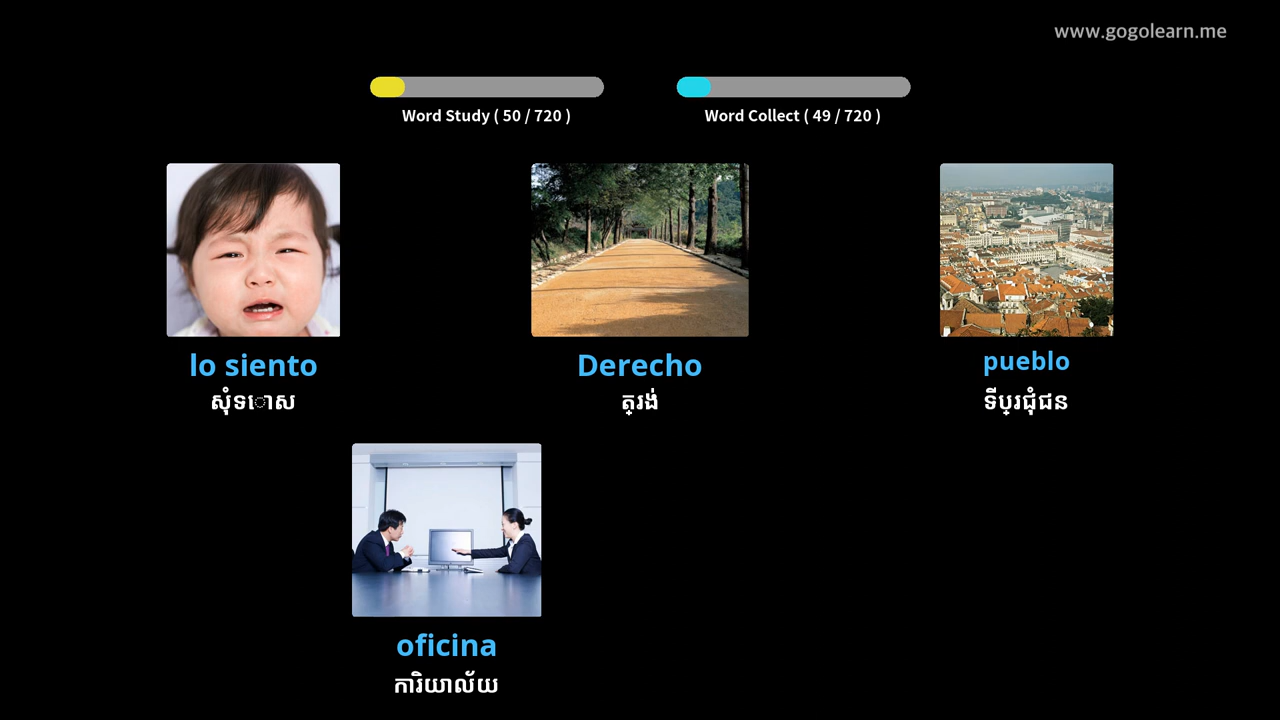 www.gogolearn.me
Word Study ( 50 / 720 )
Word Collect ( 49 / 720 )
lo siento
សុំទោស
Derecho
ត្រង់
pueblo
ទីប្រជុំជន
oficina
ការិយាល័យ